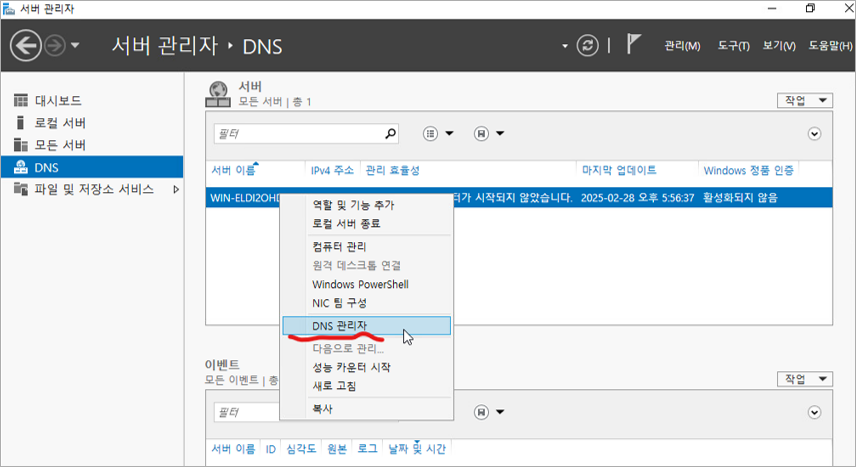 서버 관리자
서버 관리자 • DNS
관리(M) 도구(T) 보기(V) 도움말(H)
대시보드
로컬 서버
모든 서버
DNS
파일 및 저장소 서비스
서버
모든 서버 | 총 1
작업
필터
서버 이름 IPv4 주소 관리 효율성 마지막 업데이트 Windows 정품 인증
WIN-ELDI2OHD 터가 시작되지 않았습니다. 2025-02-28 오후 5:56:37 활성화되지 않음
역할 및 기능 추가
로컬 서버 종료
컴퓨터 관리
원격 데스크톱 연결
Windows PowerShell
NIC 팀 구성
DNS 관리자
다음으로 관리...
성능 카운터 시작
새로 고침
복사
이벤트
모든 이벤트 | 총
작업
필터
서버 이름 ID 심각도 원본 로그 날짜 및 시간